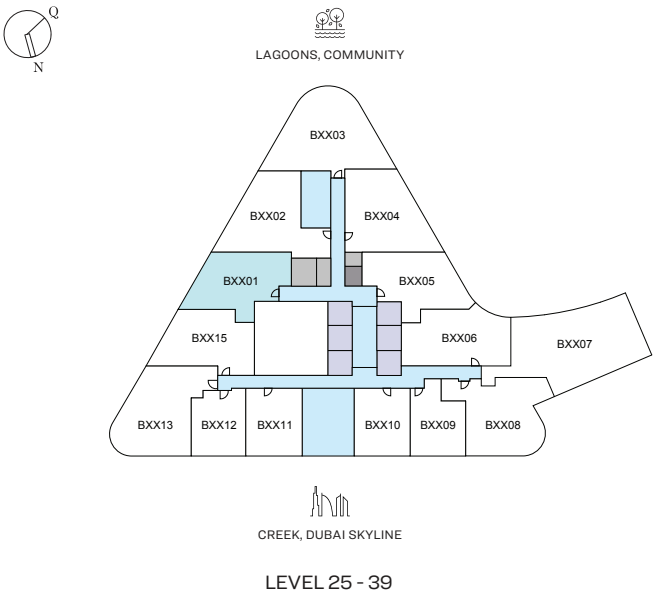 Q
N
LAGOONS, COMMUNITY
BXX03
BXX02
BXX04
BXX01
BXX05
BXX15
BXX06
BXX07
BXX13
BXX12
BXX11
BXX10
BXX09
BXX08
CREEK, DUBAI SKYLINE
LEVEL 25 - 39